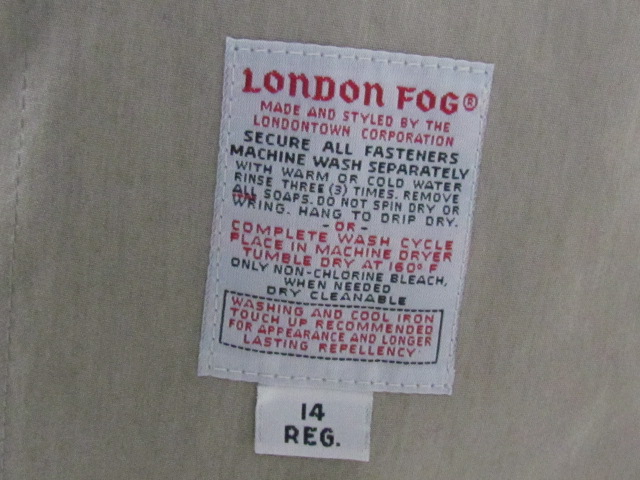 LONDON FOG®
MADE AND STYLED BY THE
LONDONTOWN CORPORATION
SECURE ALL FASTENERS
MACHINE WASH SEPARATELY
WITH WARM OR COLD WATER
RINSE THREE (3) TIMES. REMOVE
ALL SOAPS. DO NOT SPIN DRY OR
WRING. HANG TO DRIP DRY.
-OR-
COMPLETE WASH CYCLE
PLACE IN MACHINE DRYER
TUMBLE DRY AT 160° F
ONLY NON-CHLORINE BLEACH,
WHEN NEEDED
DRY CLEANABLE
WASHING AND COOL IRON
TOUCH UP RECOMMENDED
FOR APPEARANCE AND LONGER
LASTING REPELLENCY
14
REG.